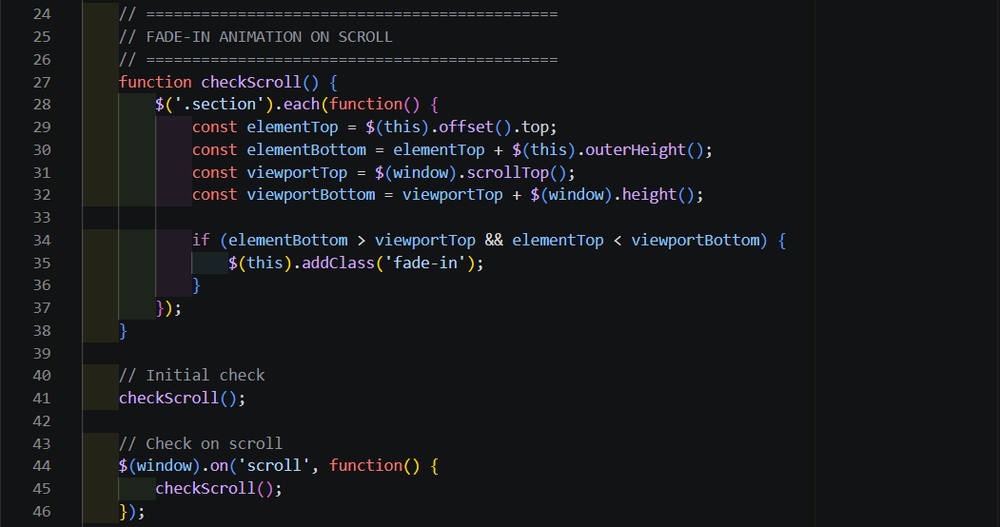 24 // =============================================
25 // FADE-IN ANIMATION ON SCROLL
26 // =============================================
27 function checkScroll() {
28     $('.section').each(function() {
29         const elementTop = $(this).offset().top;
30         const elementBottom = elementTop + $(this).outerHeight();
31         const viewportTop = $(window).scrollTop();
32         const viewportBottom = viewportTop + $(window).height();
33
34         if (elementBottom > viewportTop && elementTop < viewportBottom) {
35             $(this).addClass('fade-in');
36         }
37     });
38 }
39
40 // Initial check
41 checkScroll();
42
43 // Check on scroll
44 $(window).on('scroll', function() {
45     checkScroll();
46 });